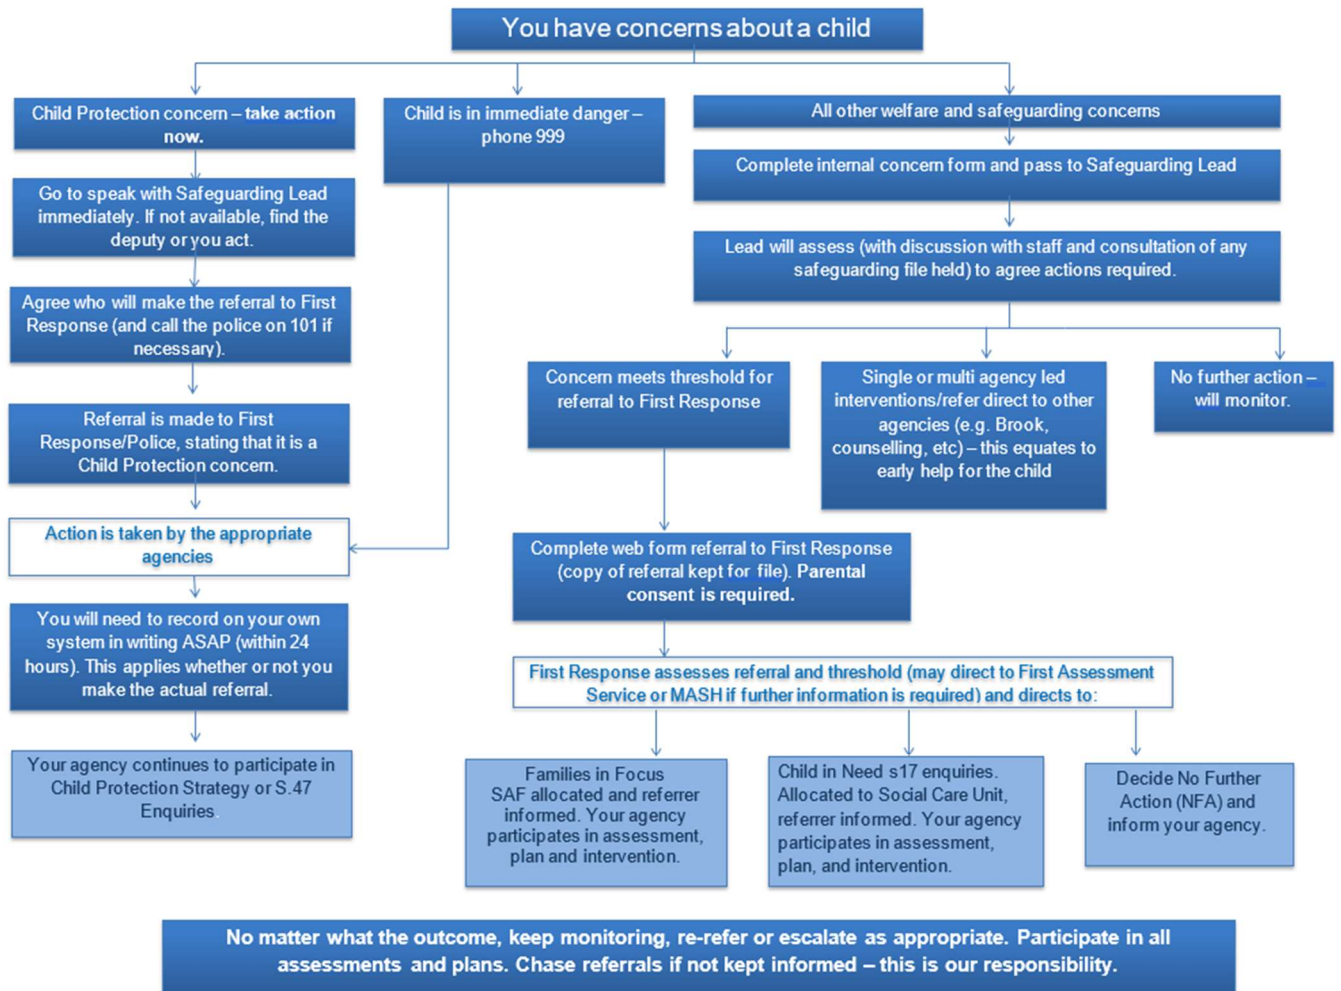 You have concerns about a child
Child Protection concern – take action
now.
Go to speak with Safeguarding Lead
immediately. If not available, find the
deputy or you act.
Agree who will make the referral to First
Response (and call the police on 101 if
necessary).
Referral is made to First
Response/Police, stating that it is a
Child Protection concern.
Action is taken by the appropriate
agencies
You will need to record on your own
system in writing ASAP (within 24
hours). This applies whether or not you
make the actual referral.
Your agency continues to participate in
Child Protection Strategy or S.47
Enquiries.
Child is in immediate danger –
phone 999
All other welfare and safeguarding concerns
Complete internal concern form and pass to Safeguarding Lead
Lead will assess (with discussion with staff and consultation of any
safeguarding file held) to agree actions required.
Concern meets threshold for
referral to First Response
Single or multi agency led
interventions/refer direct to other
agencies (e.g. Brook,
counselling, etc) – this equates to
early help for the child
No further action –
will monitor.
Complete web form referral to First Response
(copy of referral kept for file). Parental
consent is required.
First Response assesses referral and threshold (may direct to First Assessment
Service or MASH if further information is required) and directs to:
Families in Focus
SAF allocated and referrer
informed. Your agency
participates in assessment,
plan and intervention.
Child in Need s17 enquiries.
Allocated to Social Care Unit,
referrer informed. Your agency
participates in assessment,
plan, and intervention.
Decide No Further
Action (NFA) and
inform your agency.
No matter what the outcome, keep monitoring, re-refer or escalate as appropriate. Participate in all
assessments and plans. Chase referrals if not kept informed – this is our responsibility.